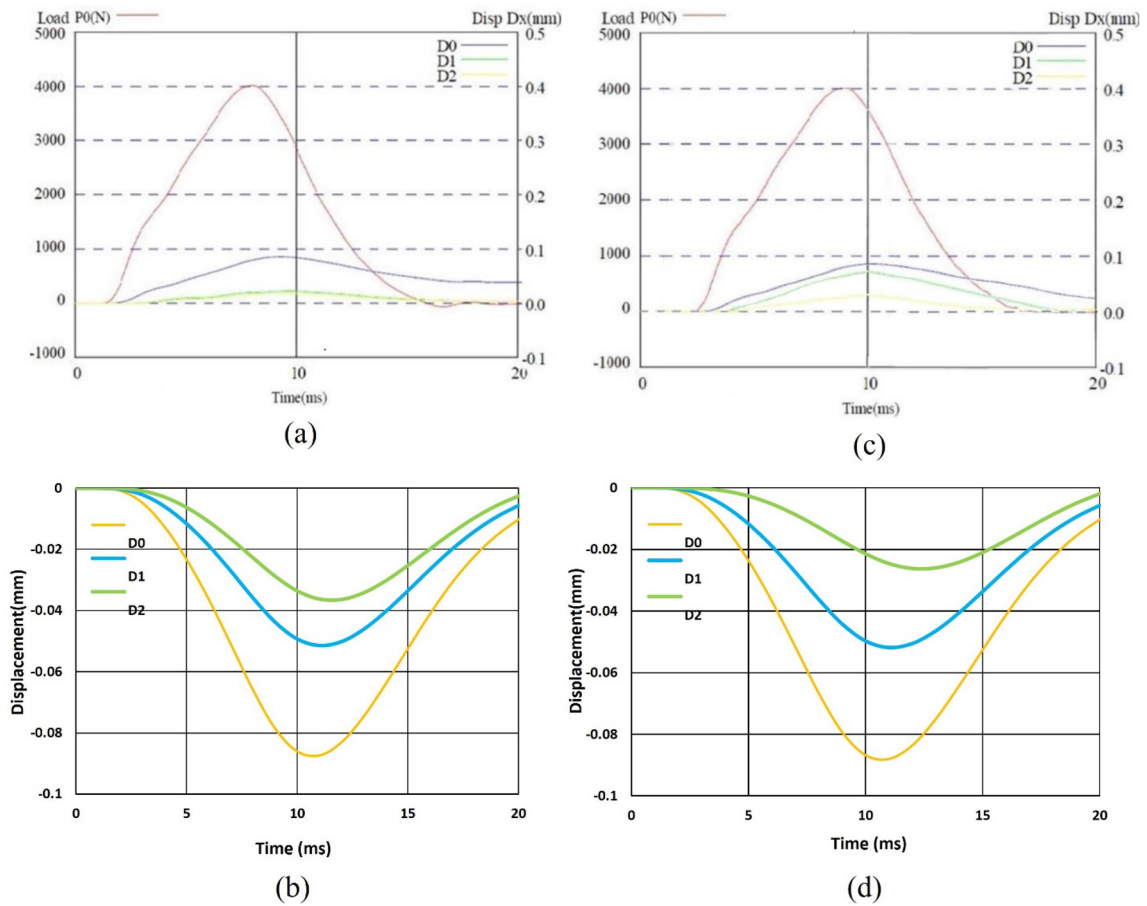 Load P0(N)
Disp Dx(mm)
5000
4000
3000
2000
1000
0
-1000
0.5
0.4
0.3
0.2
0.1
0.0
-0.1
D0
D1
D2
0
10
20
Time(ms)
(a)
Load P0(N)
Disp Dx(mm)
5000
4000
3000
2000
1000
0
-1000
0.5
0.4
0.3
0.2
0.1
0.0
-0.1
D0
D1
D2
0
10
20
Time(ms)
(c)
Displacement(mm)
0
-0.02
-0.04
-0.06
-0.08
-0.1
D0
D1
D2
0
5
10
15
20
Time (ms)
(b)
Displacement(mm)
0
-0.02
-0.04
-0.06
-0.08
-0.1
D0
D1
D2
0
5
10
15
20
Time (ms)
(d)